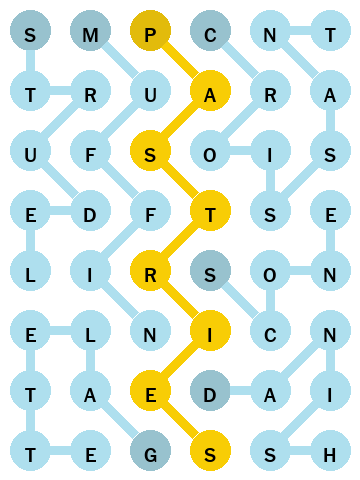 S M P C N T
T R U A R A
U F S O I S
E D F T S E
L I R S O N
E L N I C N
T A E D A I
T E G S S H